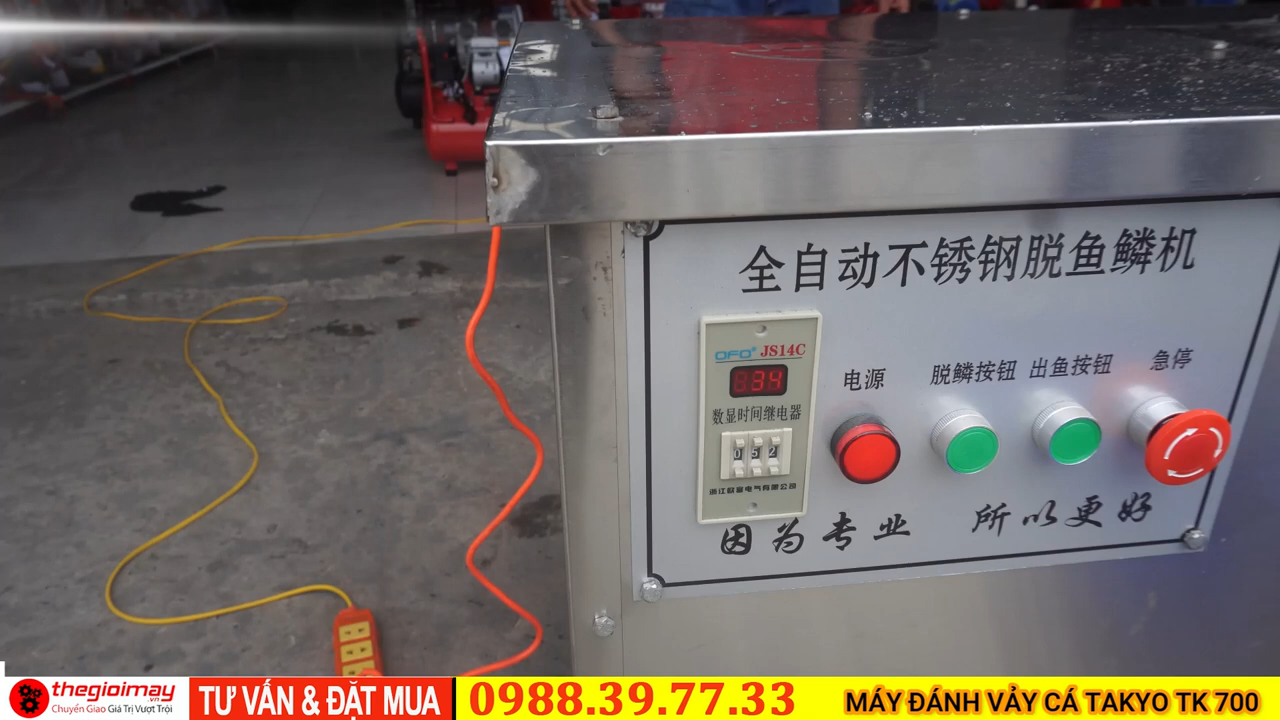 全自动不锈钢脱鱼鳞机
OFO® JS14C
34
数显时间继电器
052
电源
脱鳞按钮
出鱼按钮
急停
因为专业 所以更好
thegioimay.vn
Chuyển Giao Giá Trị Vượt Trội
TƯ VẤN & ĐẶT MUA
0988.39.77.33
MÁY ĐÁNH VẢY CÁ TAKYO TK 700